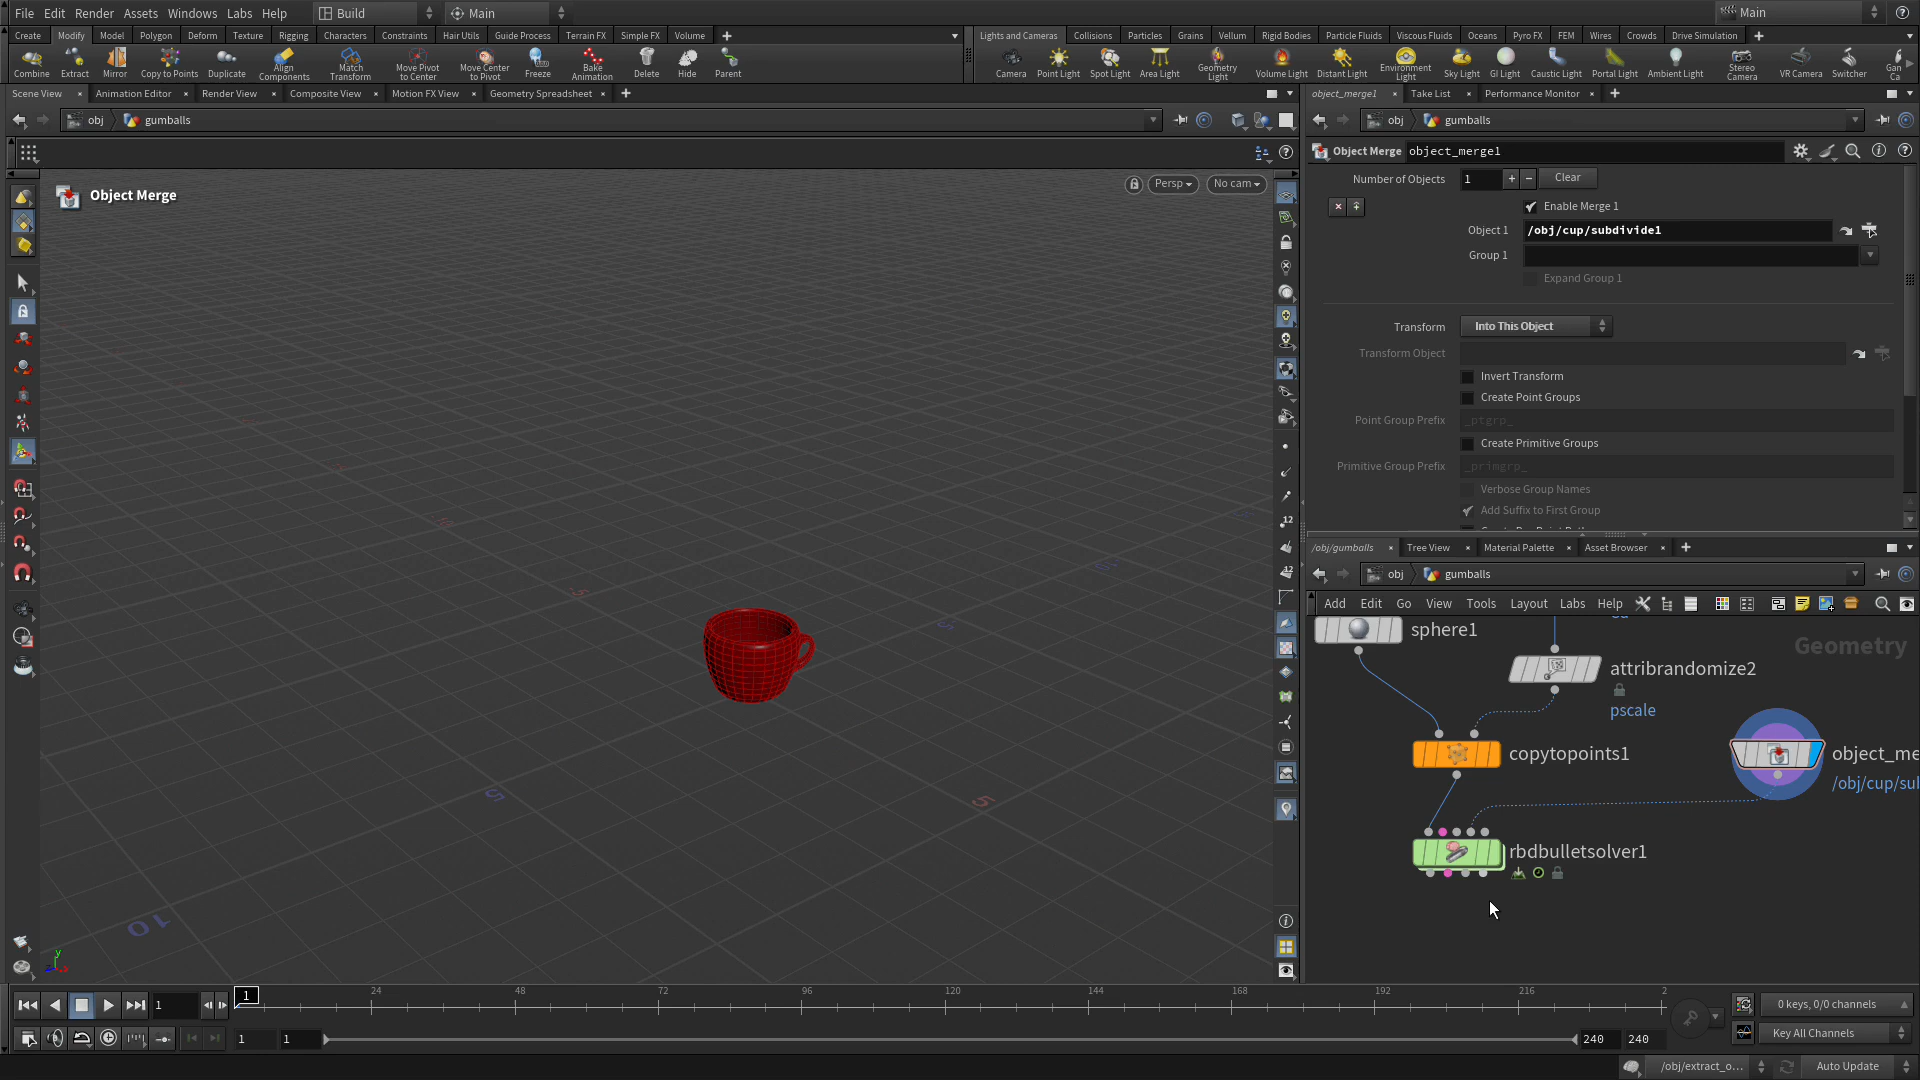 File Edit Render Assets Windows Labs Help Build Main Main
Create Modify Model Polygon Deform Texture Rigging Characters Constraints Hair Utils Guide Process Terrain FX Simple FX Volume
Lights and Cameras Collisions Particles Grains Vellum Rigid Bodies Particle Fluids Viscous Fluids Oceans Pyro FX FEM Wires Crowds Drive Simulation
Combine Extract Mirror Copy to Points Duplicate Align Components Match Transform Move Pivot to Center Move Center to Pivot Freeze Bake Animation Delete Hide Parent
Camera Point Light Spot Light Area Light Geometry Light Volume Light Distant Light Environment Light Sky Light GI Light Caustic Light Portal Light Ambient Light Stereo Camera VR Camera Switcher Gan Ca
Scene View Animation Editor Render View Composite View Motion FX View Geometry Spreadsheet
object_merge1 Take List Performance Monitor
obj gumballs
obj gumballs
Object Merge object_merge1
Object Merge
Persp No cam
Number of Objects 1 Clear
Enable Merge 1
Object 1 /obj/cup/subdivide1
Group 1
Expand Group 1
Transform Into This Object
Transform Object
Invert Transform
Create Point Groups
Point Group Prefix _ptgrp_
Create Primitive Groups
Primitive Group Prefix _primgrp_
Verbose Group Names
Add Suffix to First Group
/obj/gumballs Tree View Material Palette Asset Browser
obj gumballs
Add Edit Go View Tools Layout Labs Help
sphere1
Geometry
attribrandomize2
pscale
copytopoints1
object_me
/obj/cup/sul
rbdbulletsolver1
12
12
5
5
5
5
10
y
1 1 24 48 72 96 120 144 168 192 216 2
0 keys, 0/0 channels
1 1 240 240
Key All Channels
/obj/extract_o... Auto Update